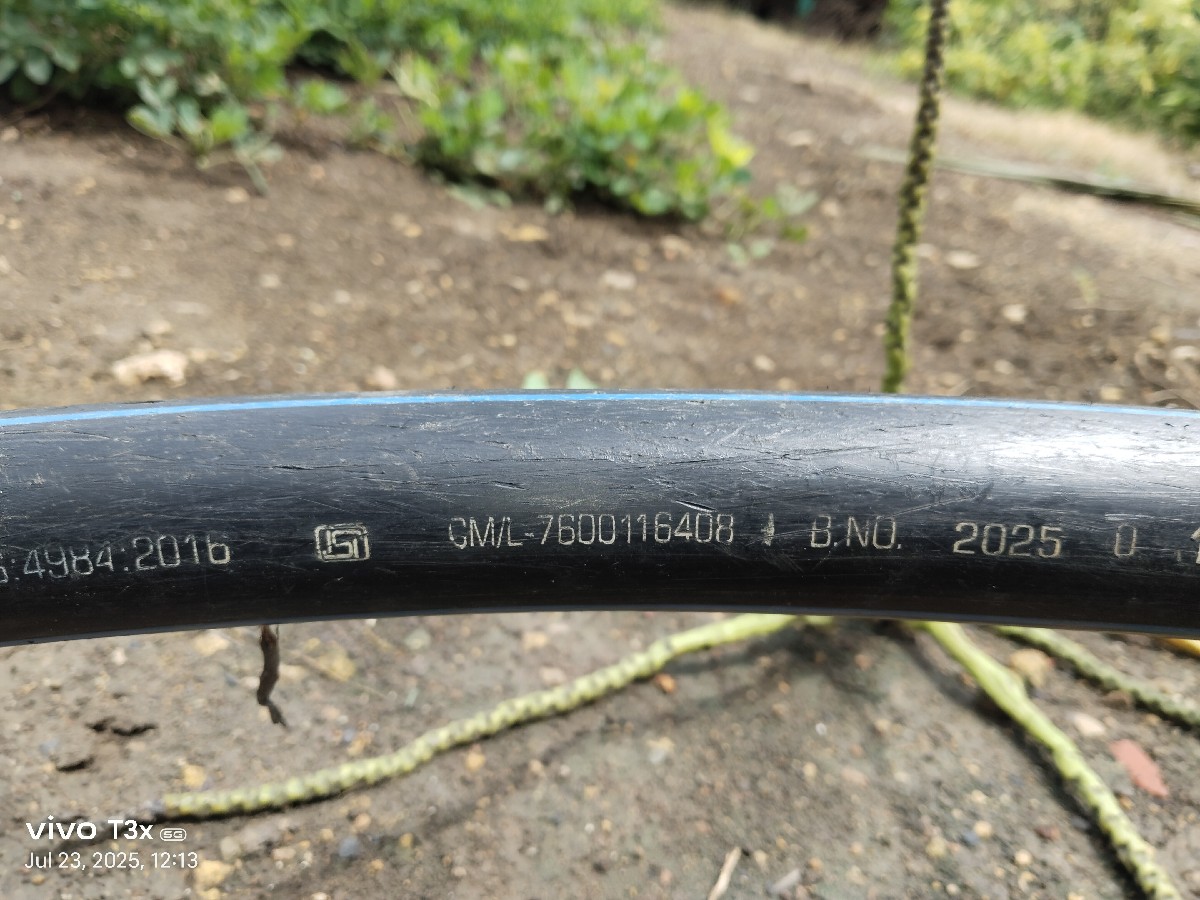 :4984:2016 ISI CM/L-7600116408 | B.NO. 2025 0
vivo T3x 5G
Jul 23, 2025, 12:13